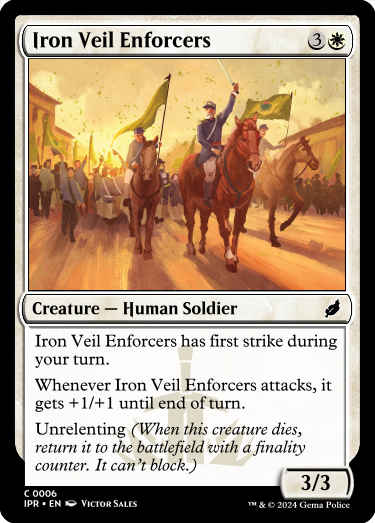 Iron Veil Enforcers 3
Creature — Human Soldier
Iron Veil Enforcers has first strike during
your turn.
Whenever Iron Veil Enforcers attacks, it
gets +1/+1 until end of turn.
Unrelenting (When this creature dies,
return it to the battlefield with a finality
counter. It can't block.)
3/3
C 0006
IPR • EN Victor Sales
™ & © 2024 Gema Police